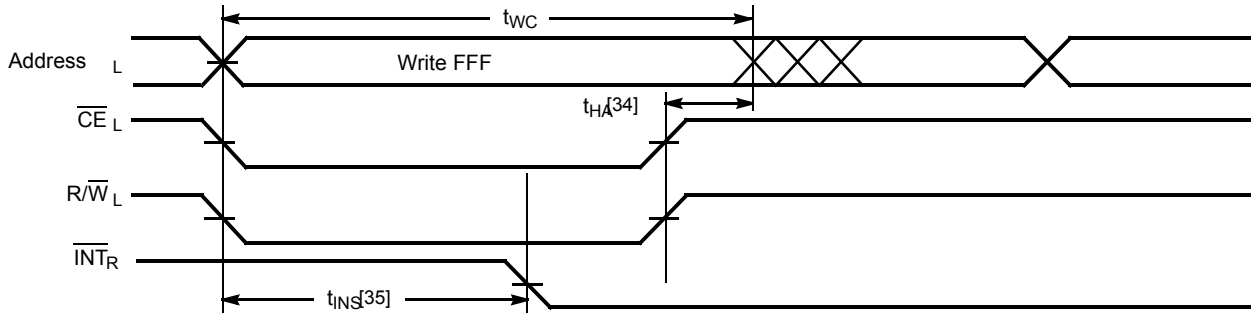 tWC
Address L
Write FFF
tHA[34]
CE L
R/W L
INTR
tINS[35]